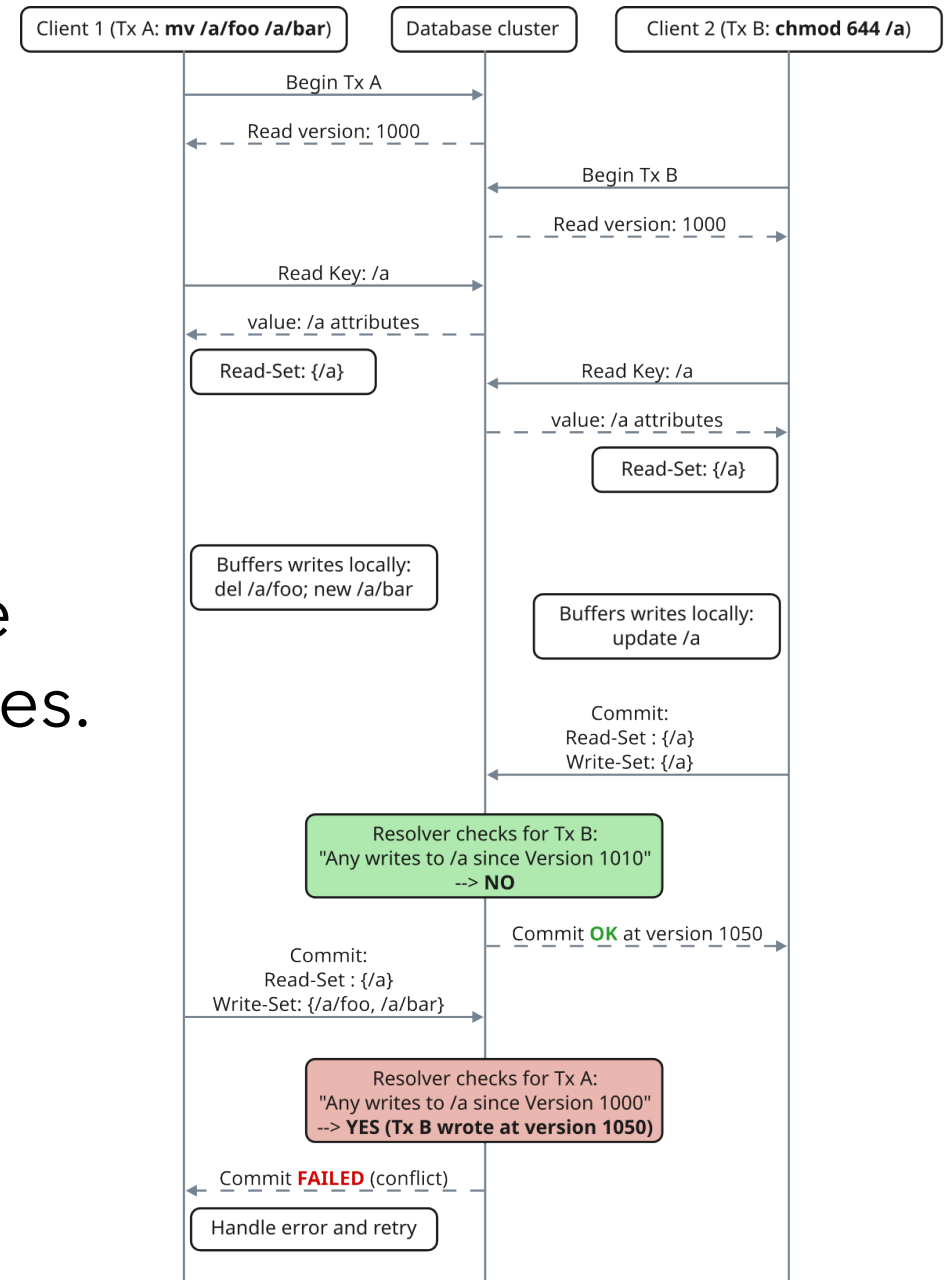 Client 1 (Tx A: mv /a/foo /a/bar)
Database cluster
Client 2 (Tx B: chmod 644 /a)
Begin Tx A
Read version: 1000
Begin Tx B
Read version: 1000
Read Key: /a
value: /a attributes
Read-Set: {/a}
Read Key: /a
value: /a attributes
Read-Set: {/a}
Buffers writes locally:
del /a/foo; new /a/bar
Buffers writes locally:
update /a
e
es.
Commit:
Read-Set : {/a}
Write-Set: {/a}
Resolver checks for Tx B:
"Any writes to /a since Version 1010"
--> NO
Commit OK at version 1050
Commit:
Read-Set : {/a}
Write-Set: {/a/foo, /a/bar}
Resolver checks for Tx A:
"Any writes to /a since Version 1000"
--> YES (Tx B wrote at version 1050)
Commit FAILED (conflict)
Handle error and retry